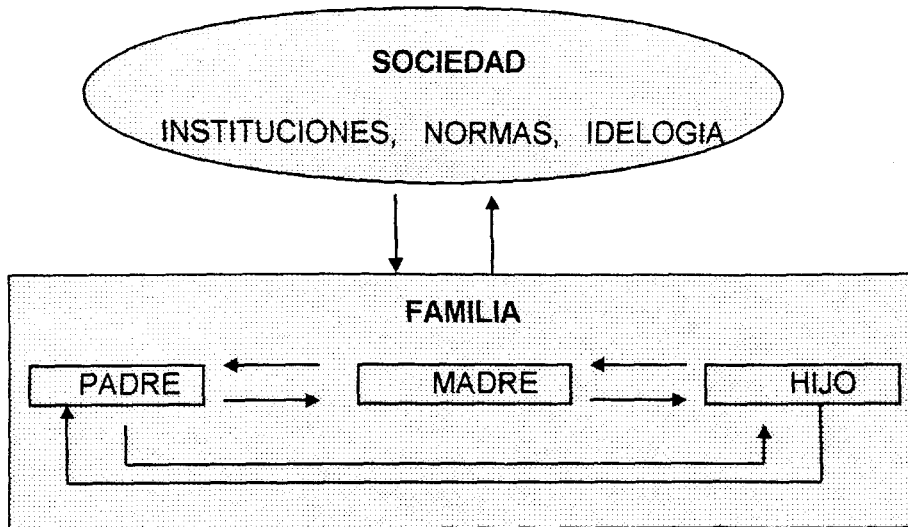 SOCIEDAD
INSTITUCIONES, NORMAS, IDELOGIA
FAMILIA
PADRE MADRE HIJO